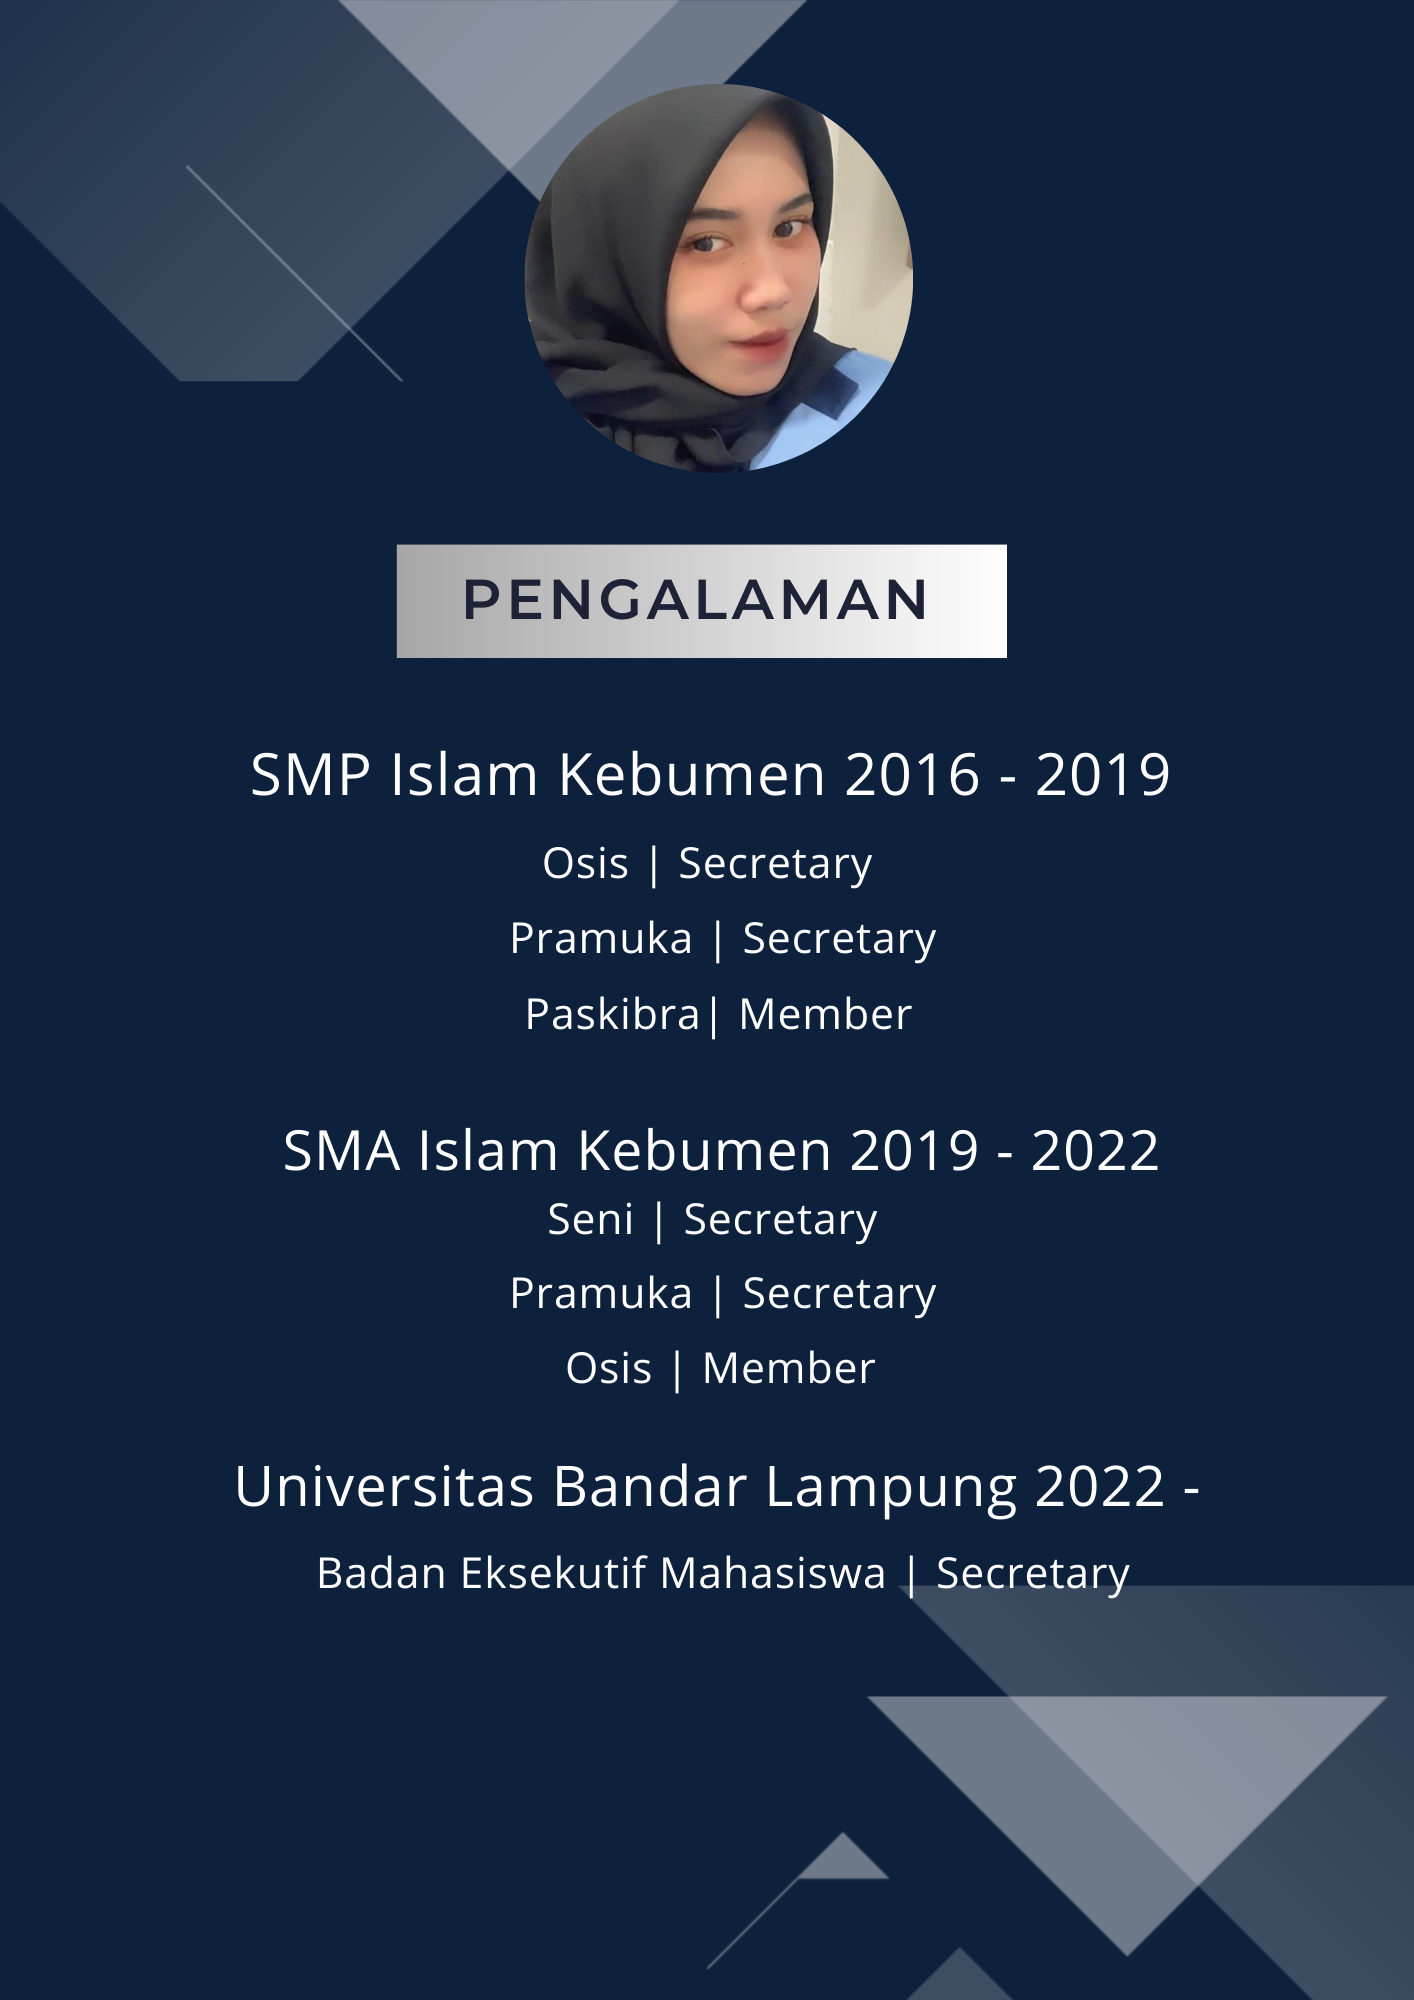 PENGALAMAN
SMP Islam Kebumen 2016 - 2019
Osis | Secretary
Pramuka | Secretary
Paskibra| Member
SMA Islam Kebumen 2019 - 2022
Seni | Secretary
Pramuka | Secretary
Osis | Member
Universitas Bandar Lampung 2022 -
Badan Eksekutif Mahasiswa | Secretary